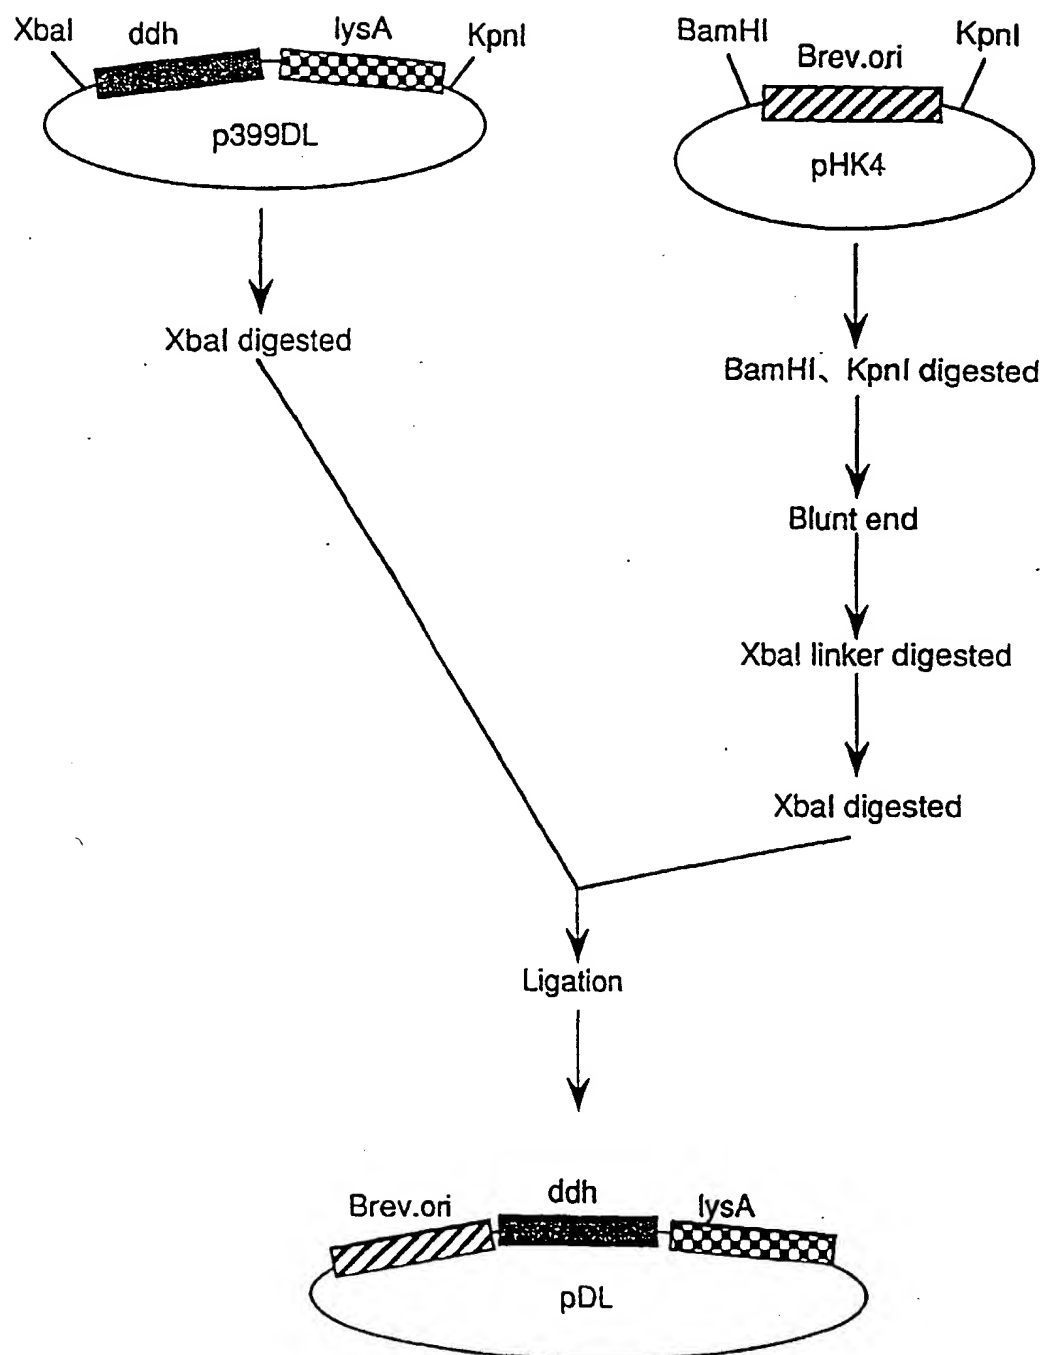 XbaI
ddh
lysA
KpnI
p399DL
BamHI
Brev.ori
KpnI
pHK4
XbaI digested
BamHI、KpnI digested
Blunt end
XbaI linker digested
XbaI digested
Ligation
Brev.ori
ddh
lysA
pDL